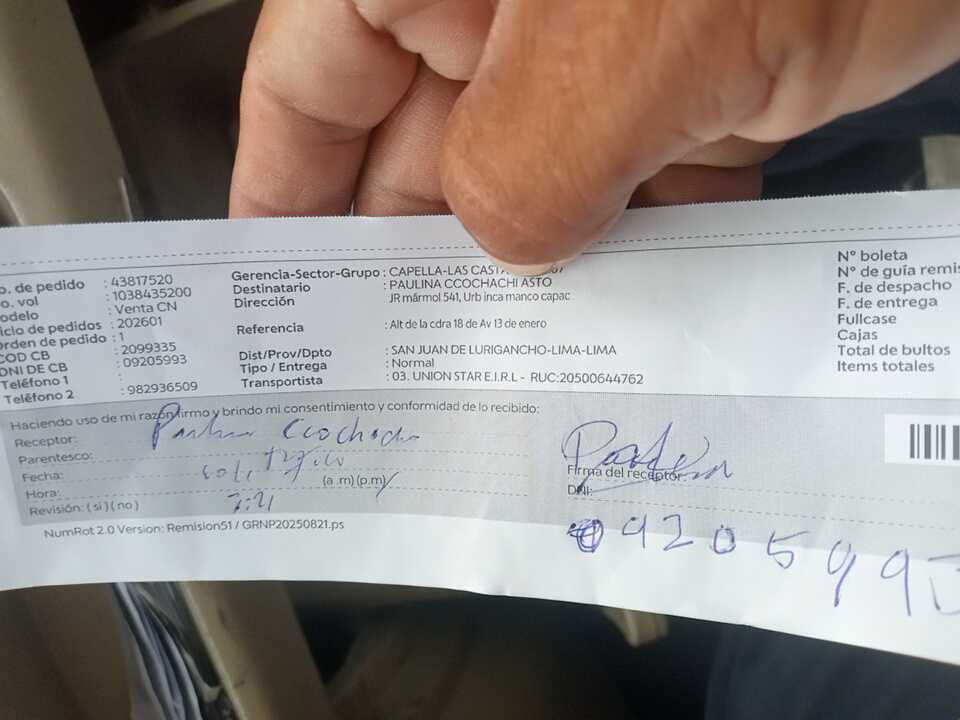 o. de pedido : 43817520
o. vol : 1038435200
odelo : Venta CN
iclo de pedidos : 202601
Orden de pedido : 1
COD CB : 2099335
DNI DE CB : 09205993
Teléfono 1 :
Teléfono 2 : 982936509
Gerencia-Sector-Grupo : CAPELLA-LAS
Destinatario : PAULINA CCOCHACHI ASTO
Dirección JR mármol 541, Urb inca manco capac
Referencia : Alt de la cdra 18 de Av 13 de enero
Dist/Prov/Dpto : SAN JUAN DE LURIGANCHO-LIMA-LIMA
Tipo / Entrega : Normal
Transportista : 03. UNION STAR E.I.R.L - RUC:20500644762
N° boleta
N° de guía remis
F. de despacho
F. de entrega
Fullcase
Cajas
Total de bultos
Items totales
Haciendo uso de mi razón firmo y brindo mi consentimiento y conformidad de lo recibido:
Receptor: Ccochachi
Parentesco:
Fecha:
Hora: (a.m)(p.m)
Revisión: ( si )( no )
Firma del receptor:
DNI:
0920599
NumRot 2.0 Version: Remision51 / GRNP20250821.ps